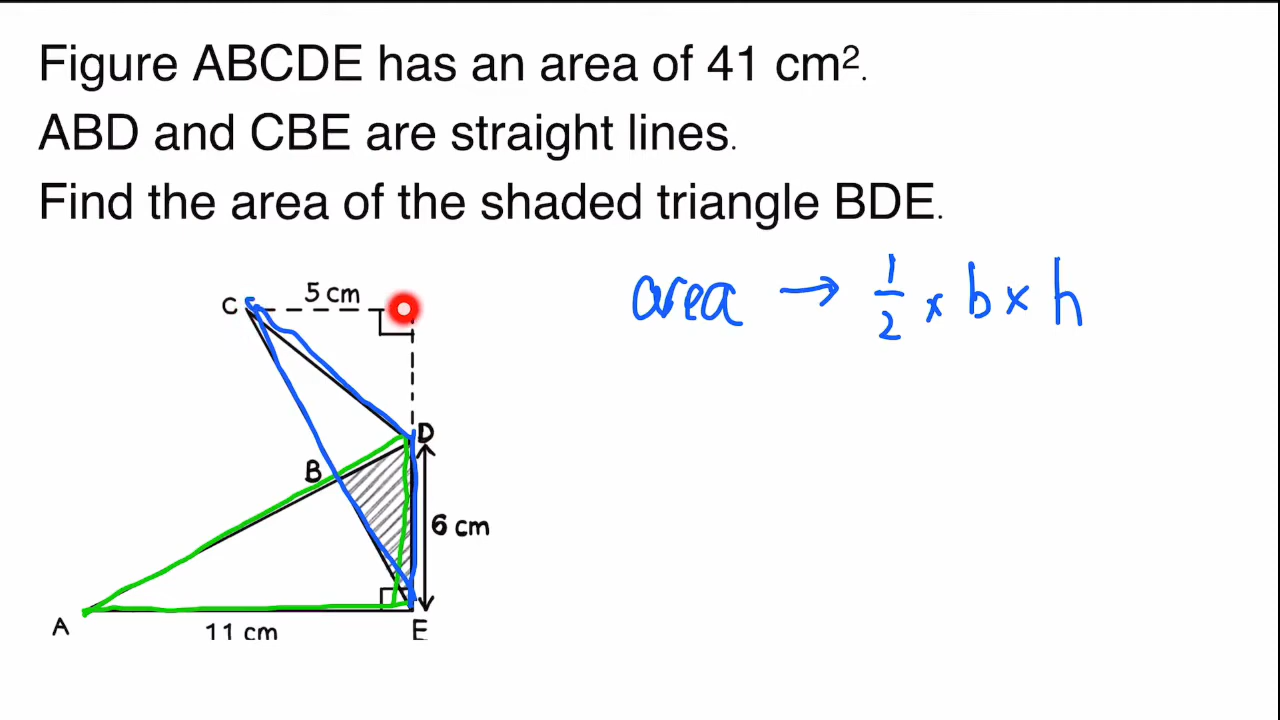 Figure ABCDE has an area of 41 cm².
ABD and CBE are straight lines.
Find the area of the shaded triangle BDE.
area → 1/2 × b × h
C
5 cm
D
B
6 cm
A
11 cm
E